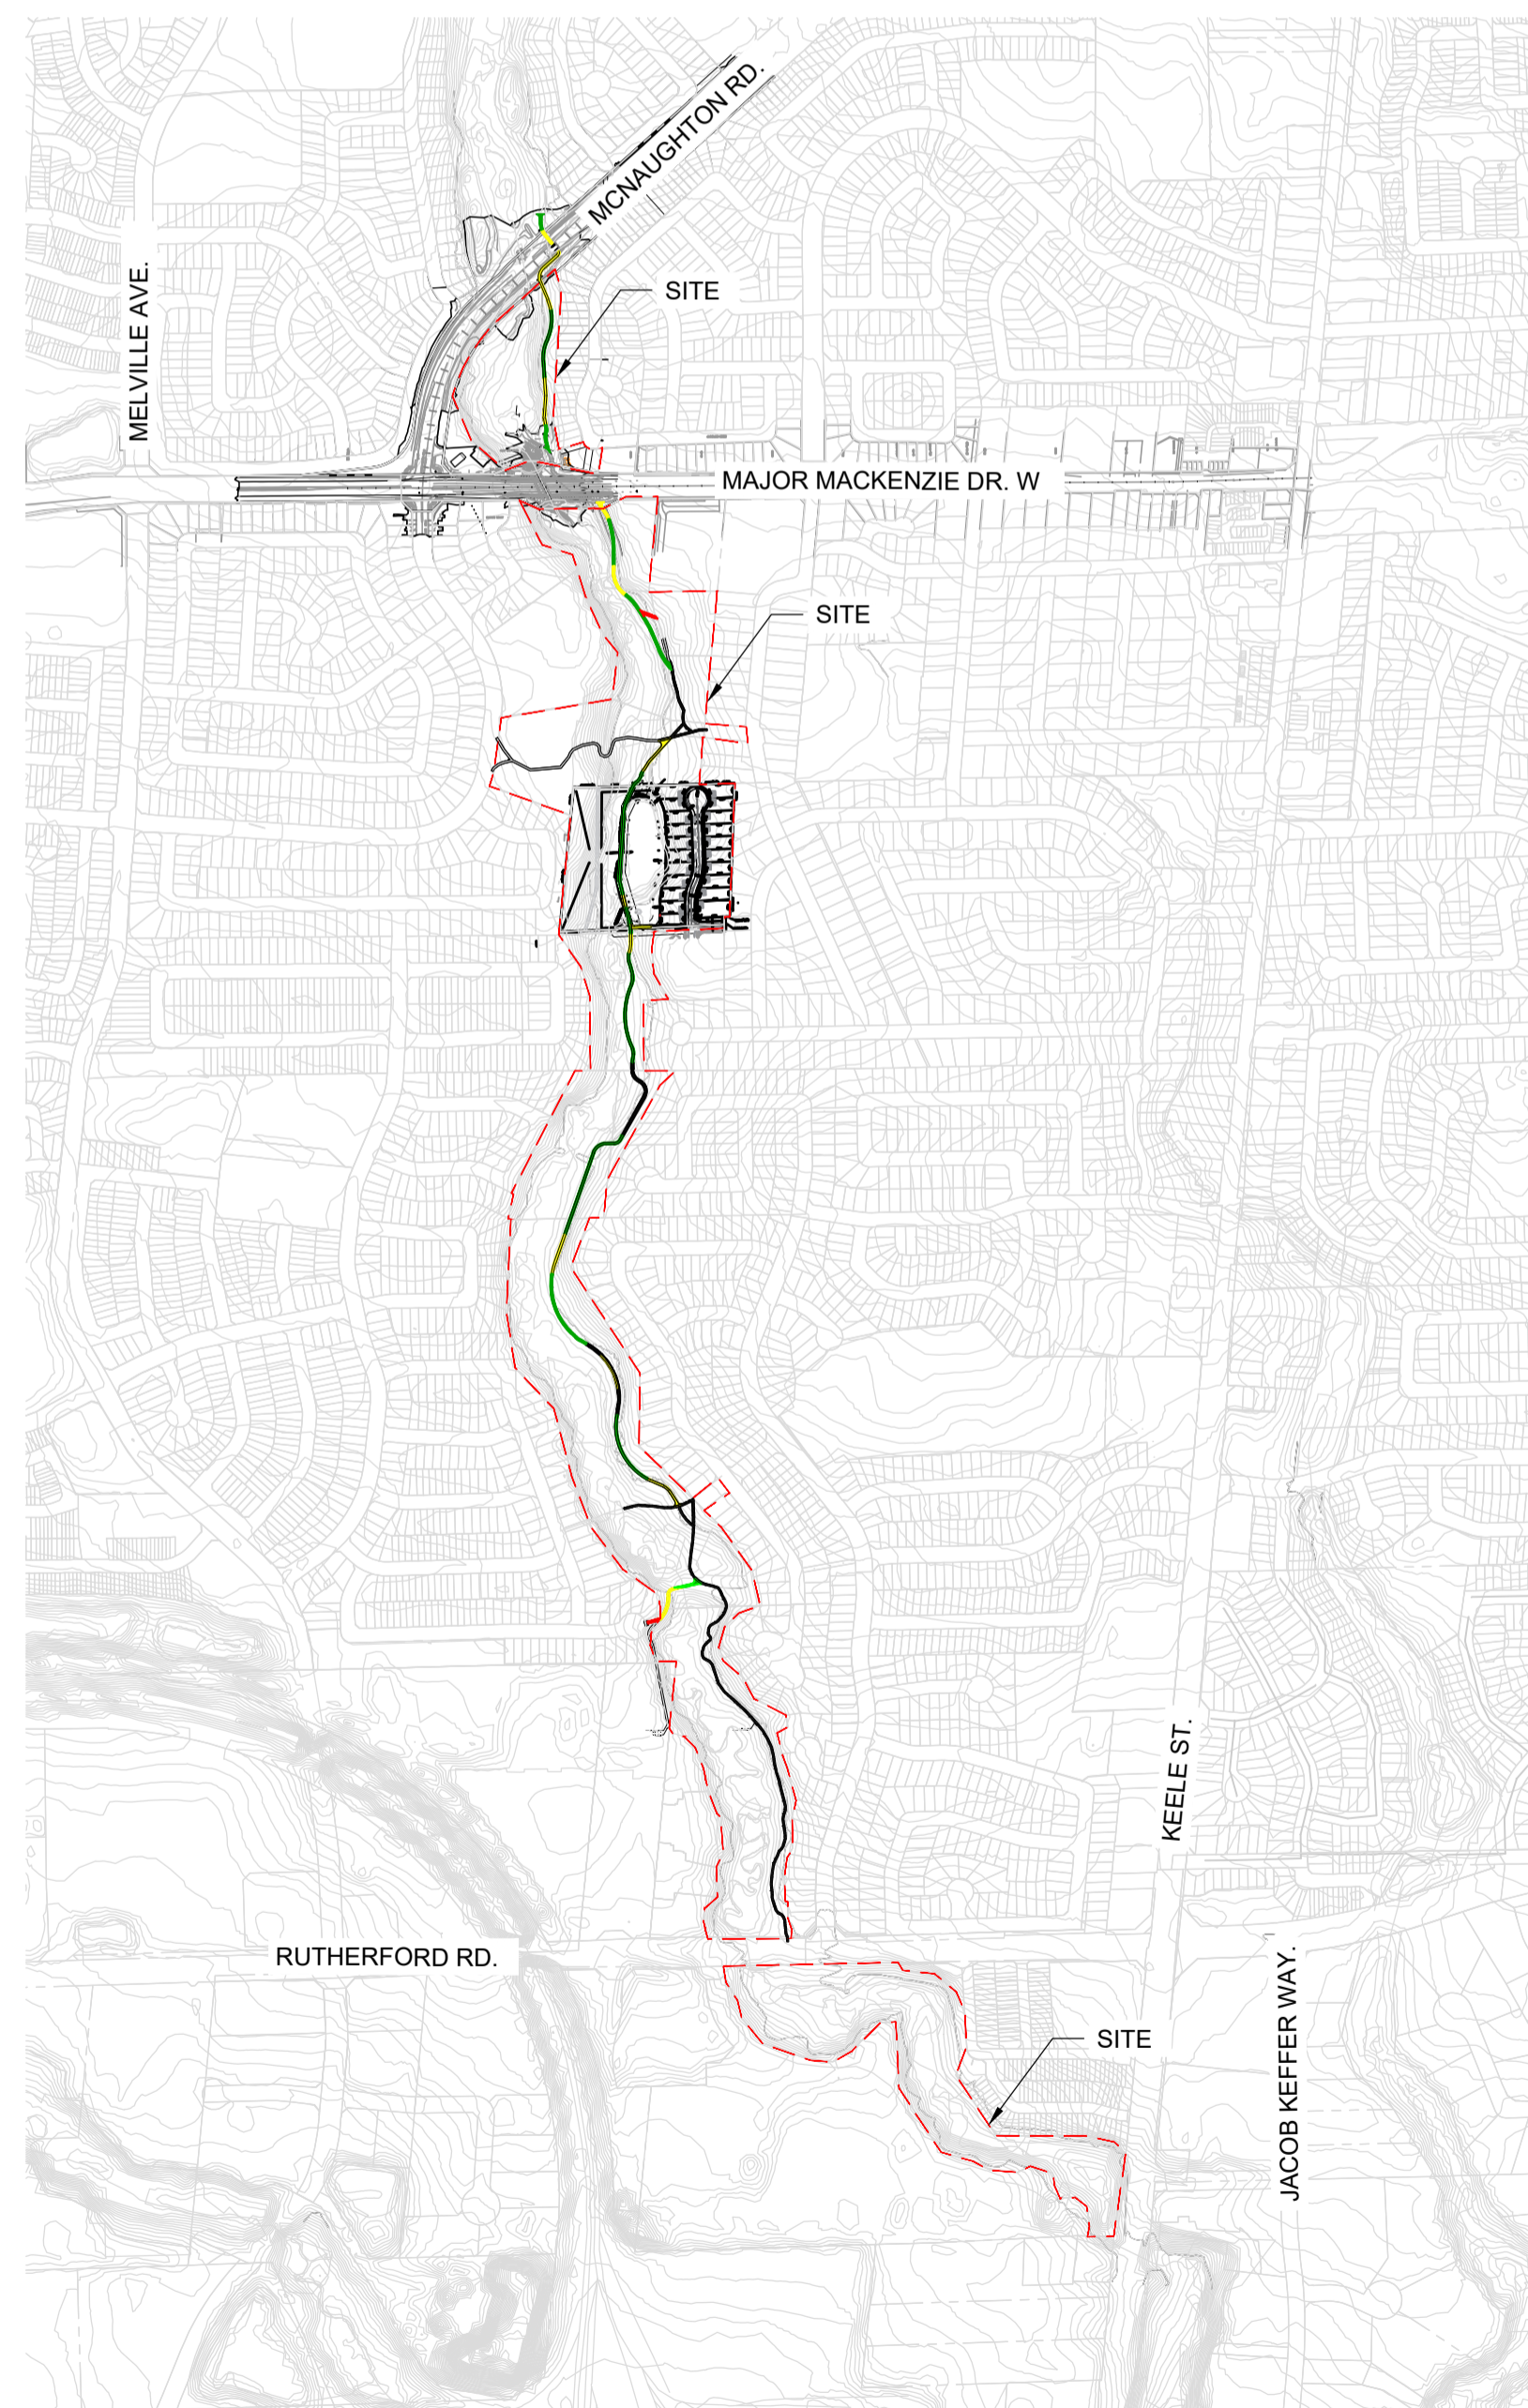 MCNAUGHTON RD.
SITE
MELVILLE AVE.
MAJOR MACKENZIE DR. W
SITE
KEELE ST.
RUTHERFORD RD.
JACOB KEFFER WAY.
SITE